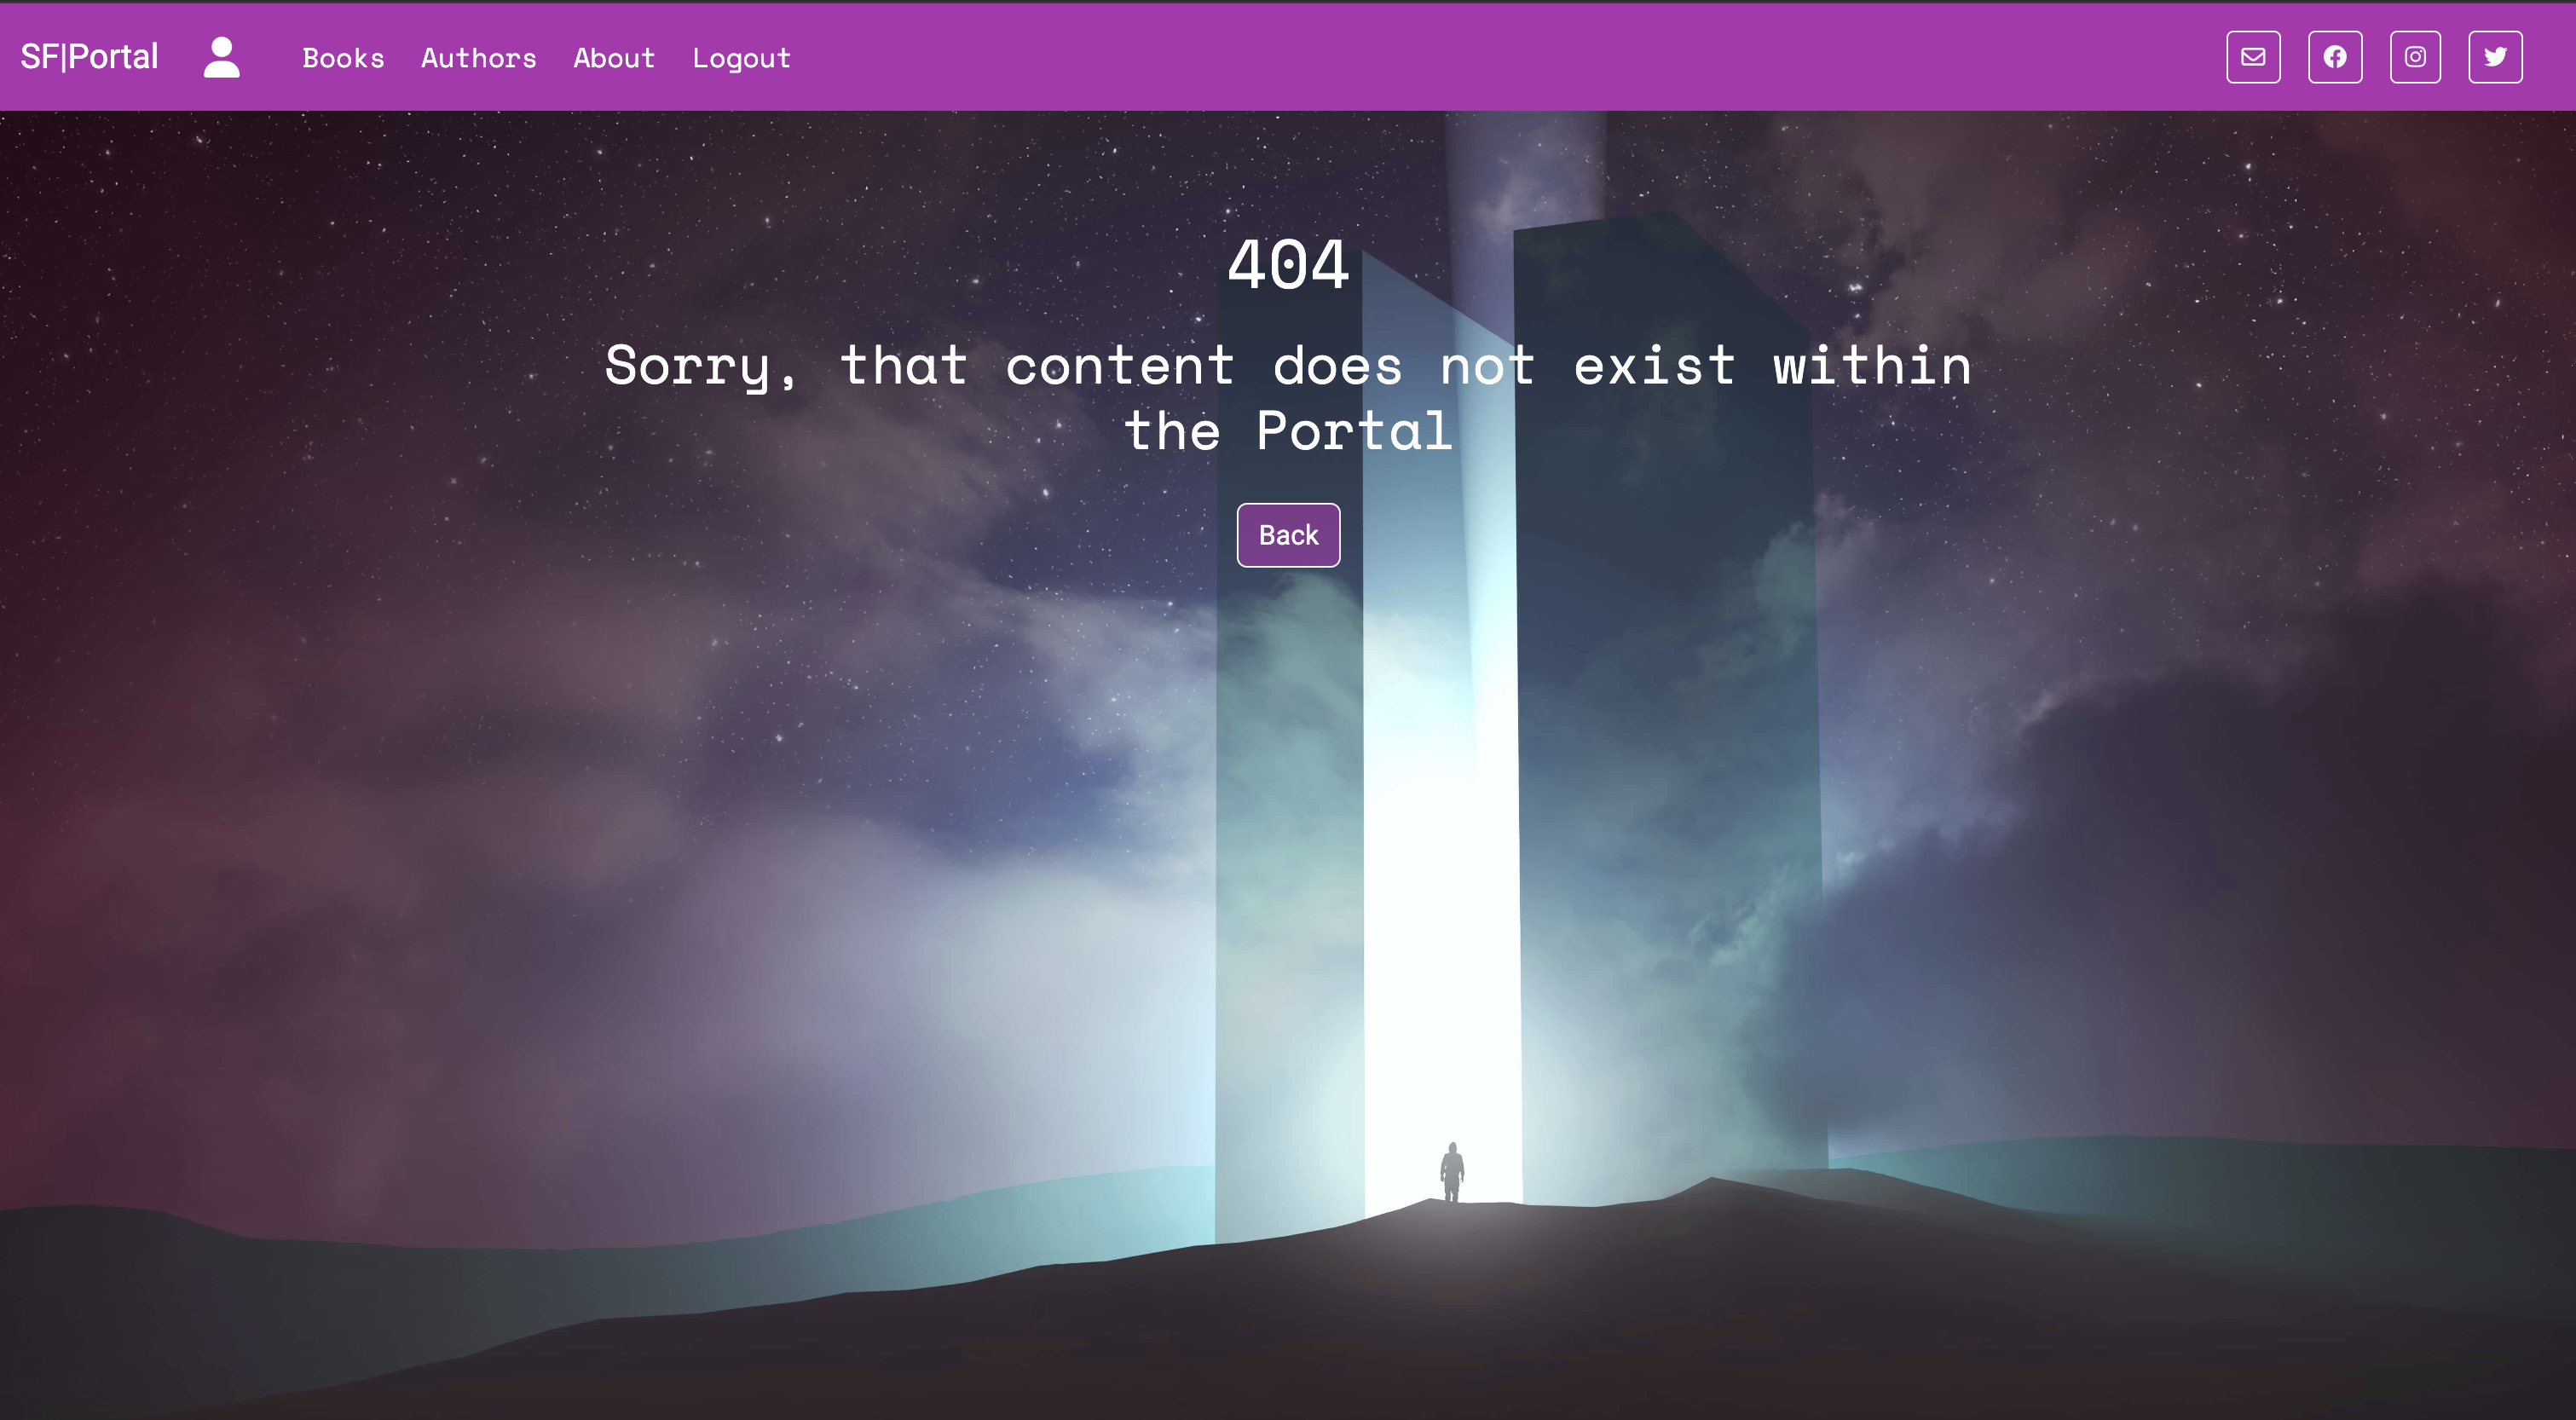 SF|Portal Books Authors About Logout
404
Sorry, that content does not exist within
the Portal
Back